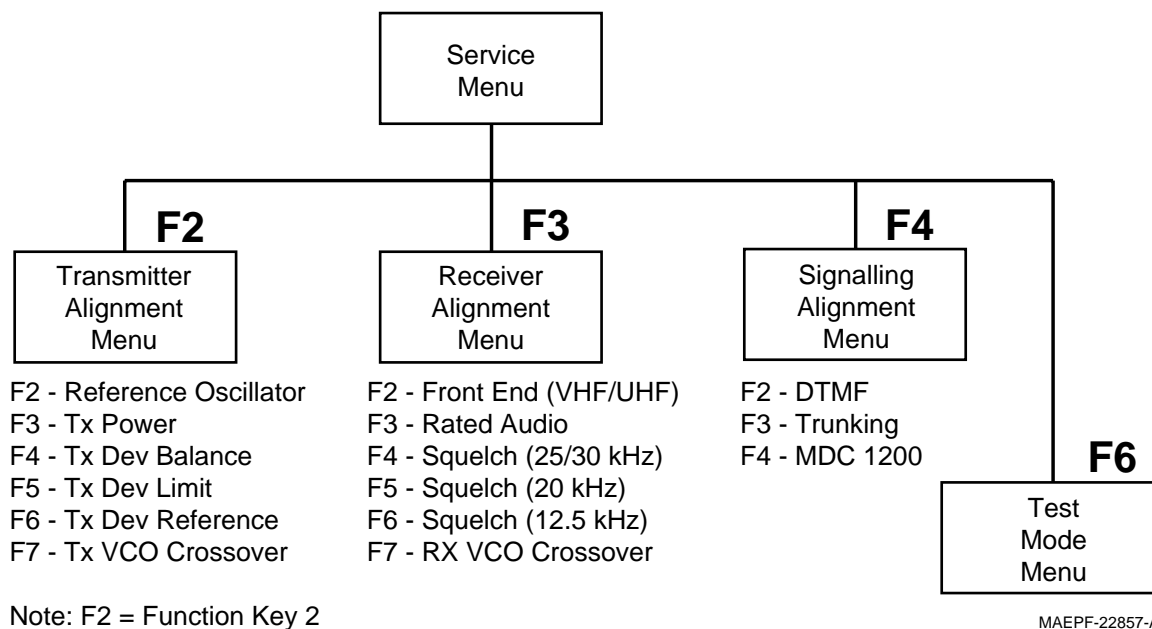 Service
Menu
F2
F3
F4
Transmitter
Alignment
Menu
Receiver
Alignment
Menu
Signalling
Alignment
Menu
F2 - Reference Oscillator
F3 - Tx Power
F4 - Tx Dev Balance
F5 - Tx Dev Limit
F6 - Tx Dev Reference
F7 - Tx VCO Crossover
F2 - Front End (VHF/UHF)
F3 - Rated Audio
F4 - Squelch (25/30 kHz)
F5 - Squelch (20 kHz)
F6 - Squelch (12.5 kHz)
F7 - RX VCO Crossover
F2 - DTMF
F3 - Trunking
F4 - MDC 1200
F6
Test
Mode
Menu
Note: F2 = Function Key 2
MAEPF-22857-A